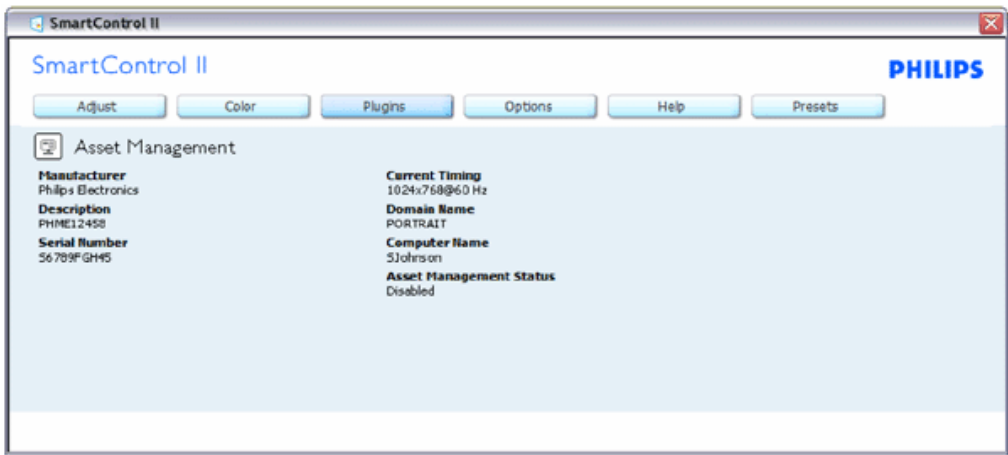 SmartControl II
SmartControl II
PHILIPS
Adjust Color Plugins Options Help Presets
Asset Management
Manufacturer
Philips Electronics
Description
PHME12458
Serial Number
S6789FGH45
Current Timing
1024x768@60 Hz
Domain Name
PORTRAIT
Computer Name
SJohnson
Asset Management Status
Disabled